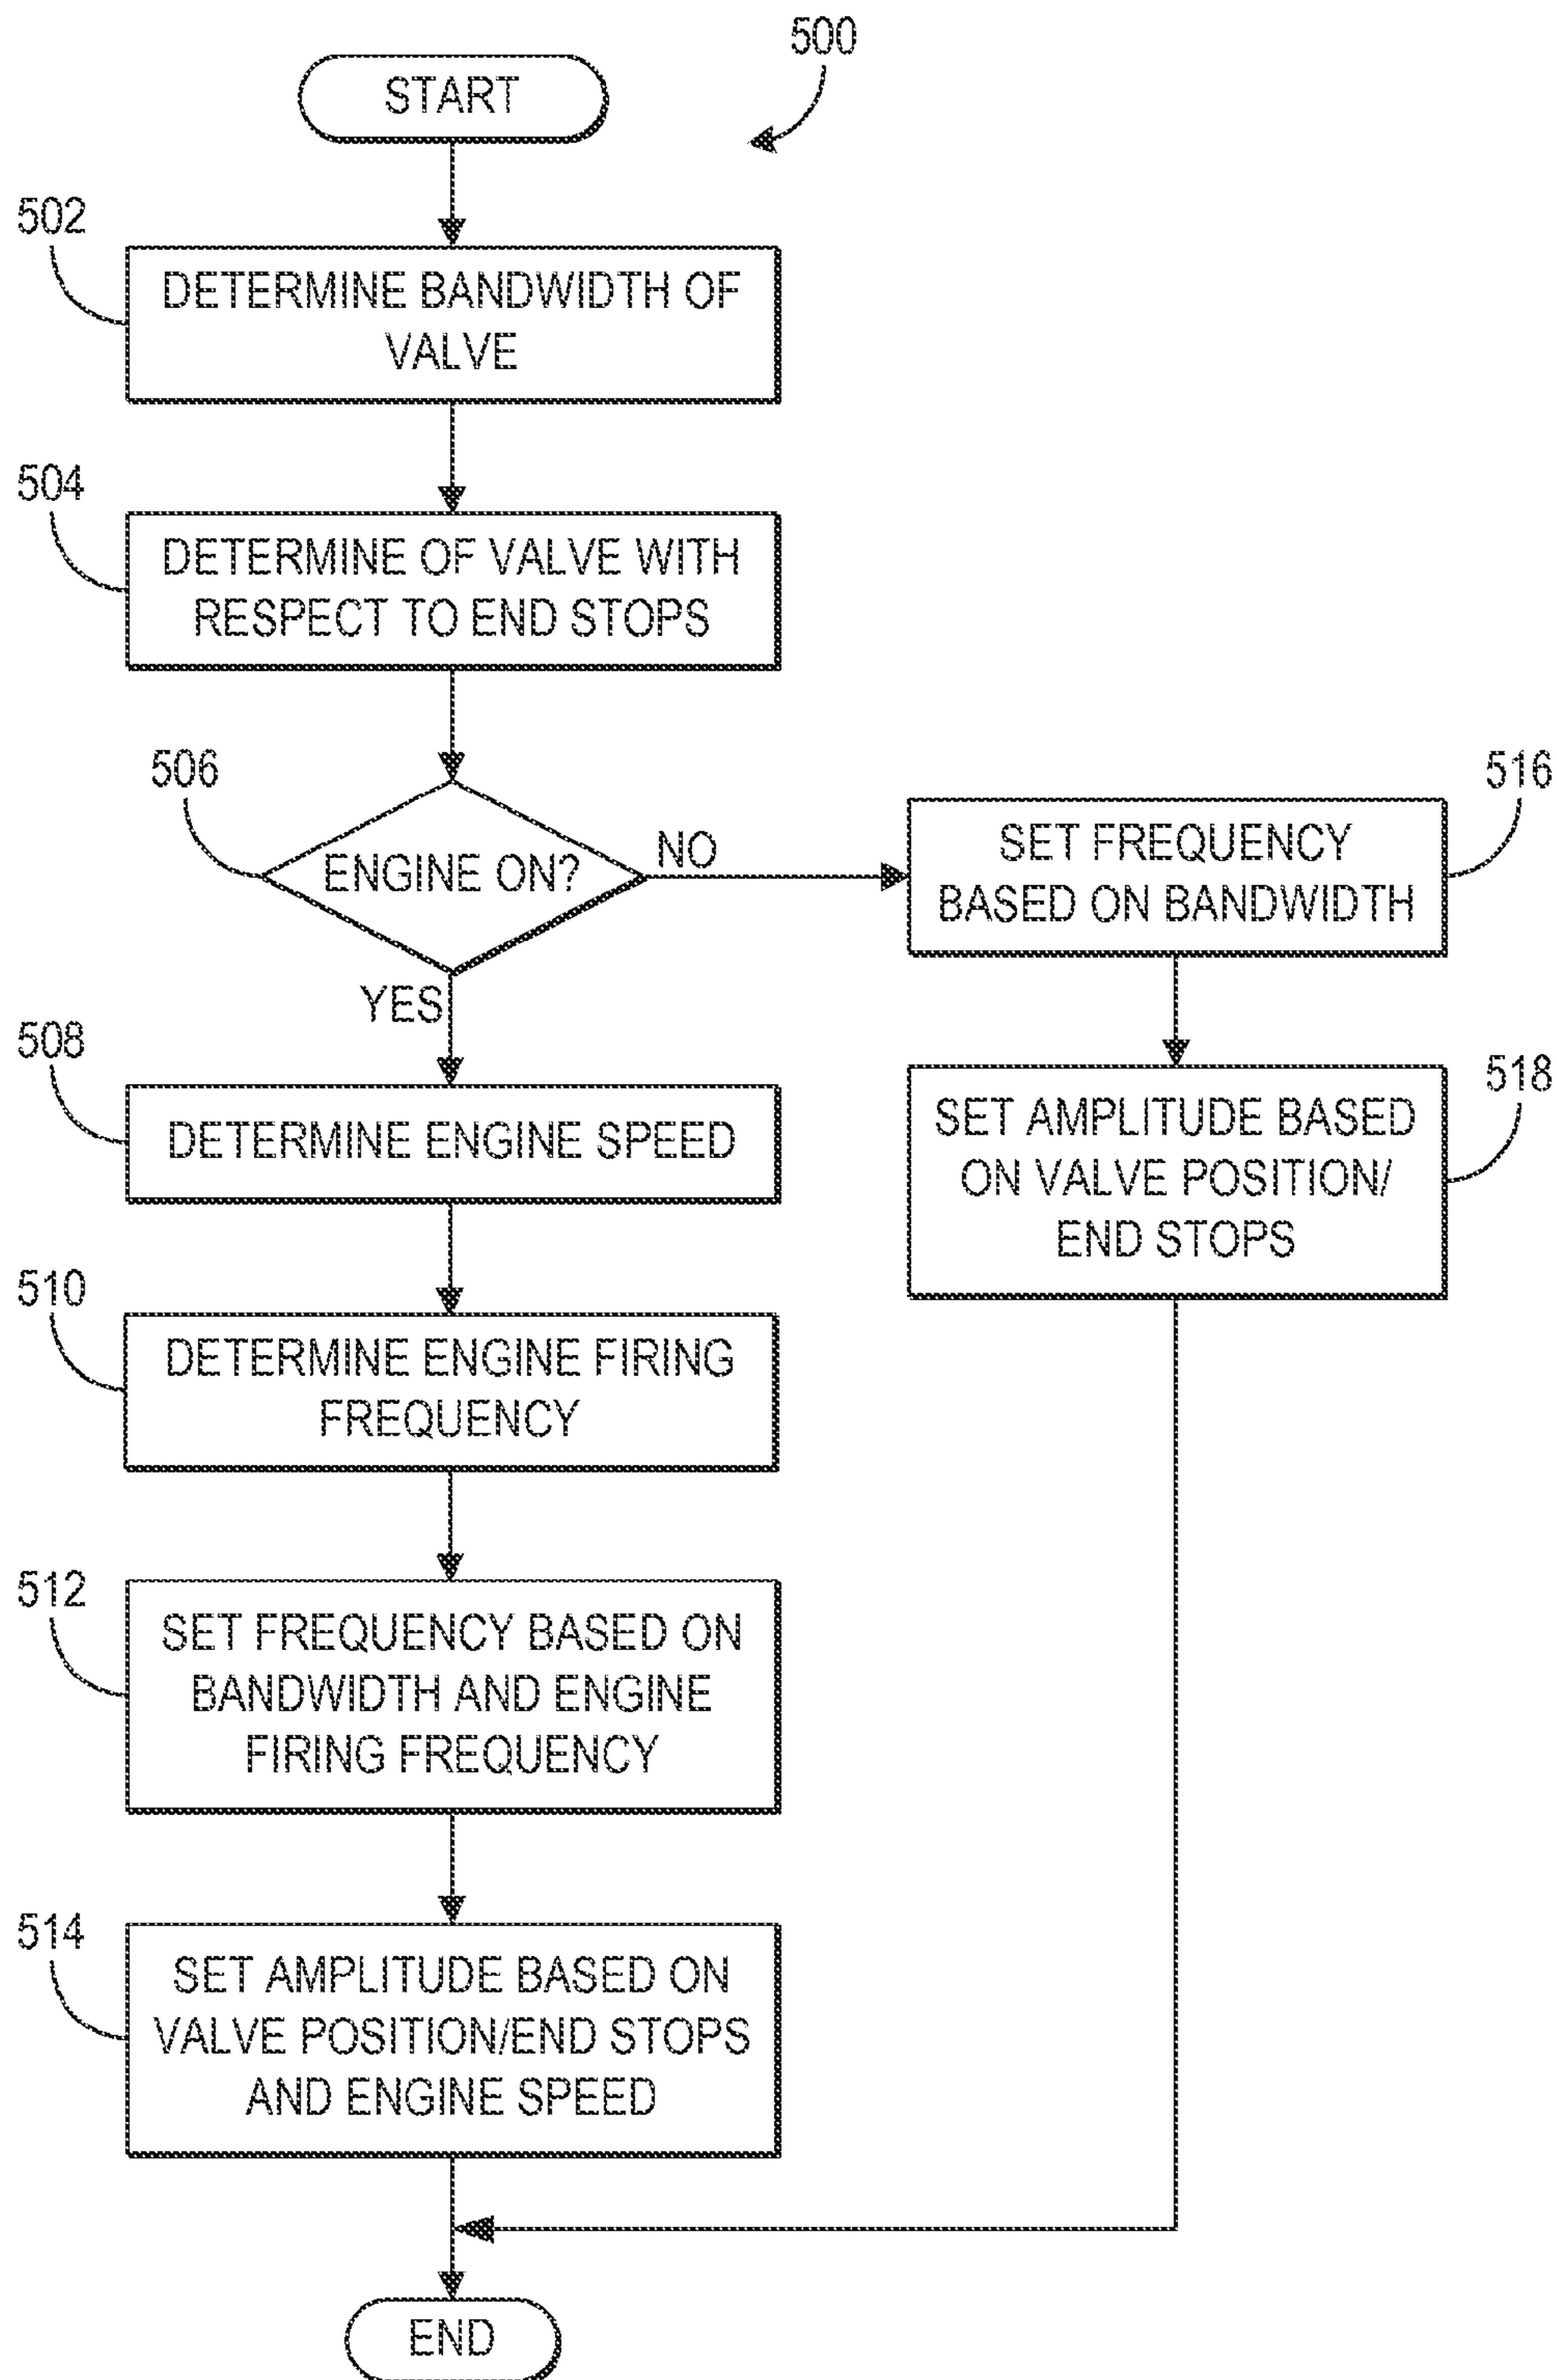 500
START
502
DETERMINE BANDWIDTH OF
VALVE
504
DETERMINE OF VALVE WITH
RESPECT TO END STOPS
506
ENGINE ON?
NO
YES
516
SET FREQUENCY
BASED ON BANDWIDTH
518
SET AMPLITUDE BASED
ON VALVE POSITION/
END STOPS
508
DETERMINE ENGINE SPEED
510
DETERMINE ENGINE FIRING
FREQUENCY
512
SET FREQUENCY BASED ON
BANDWIDTH AND ENGINE
FIRING FREQUENCY
514
SET AMPLITUDE BASED ON
VALVE POSITION/END STOPS
AND ENGINE SPEED
END